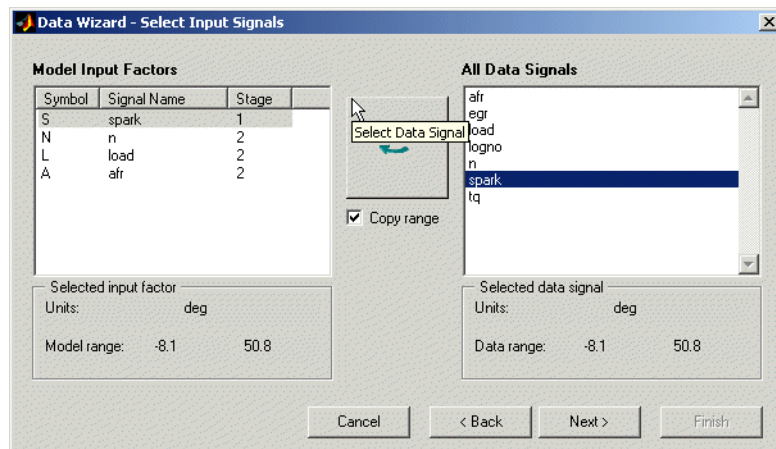 Data Wizard - Select Input Signals
Model Input Factors
Symbol Signal Name Stage
S spark 1
N n 2
L load 2
A afr 2
Select Data Signal
Copy range
All Data Signals
afr
egr
load
logno
n
spark
tq
Selected input factor
Units: deg
Model range: -8.1 50.8
Selected data signal
Units: deg
Data range: -8.1 50.8
Cancel
< Back
Next >
Finish